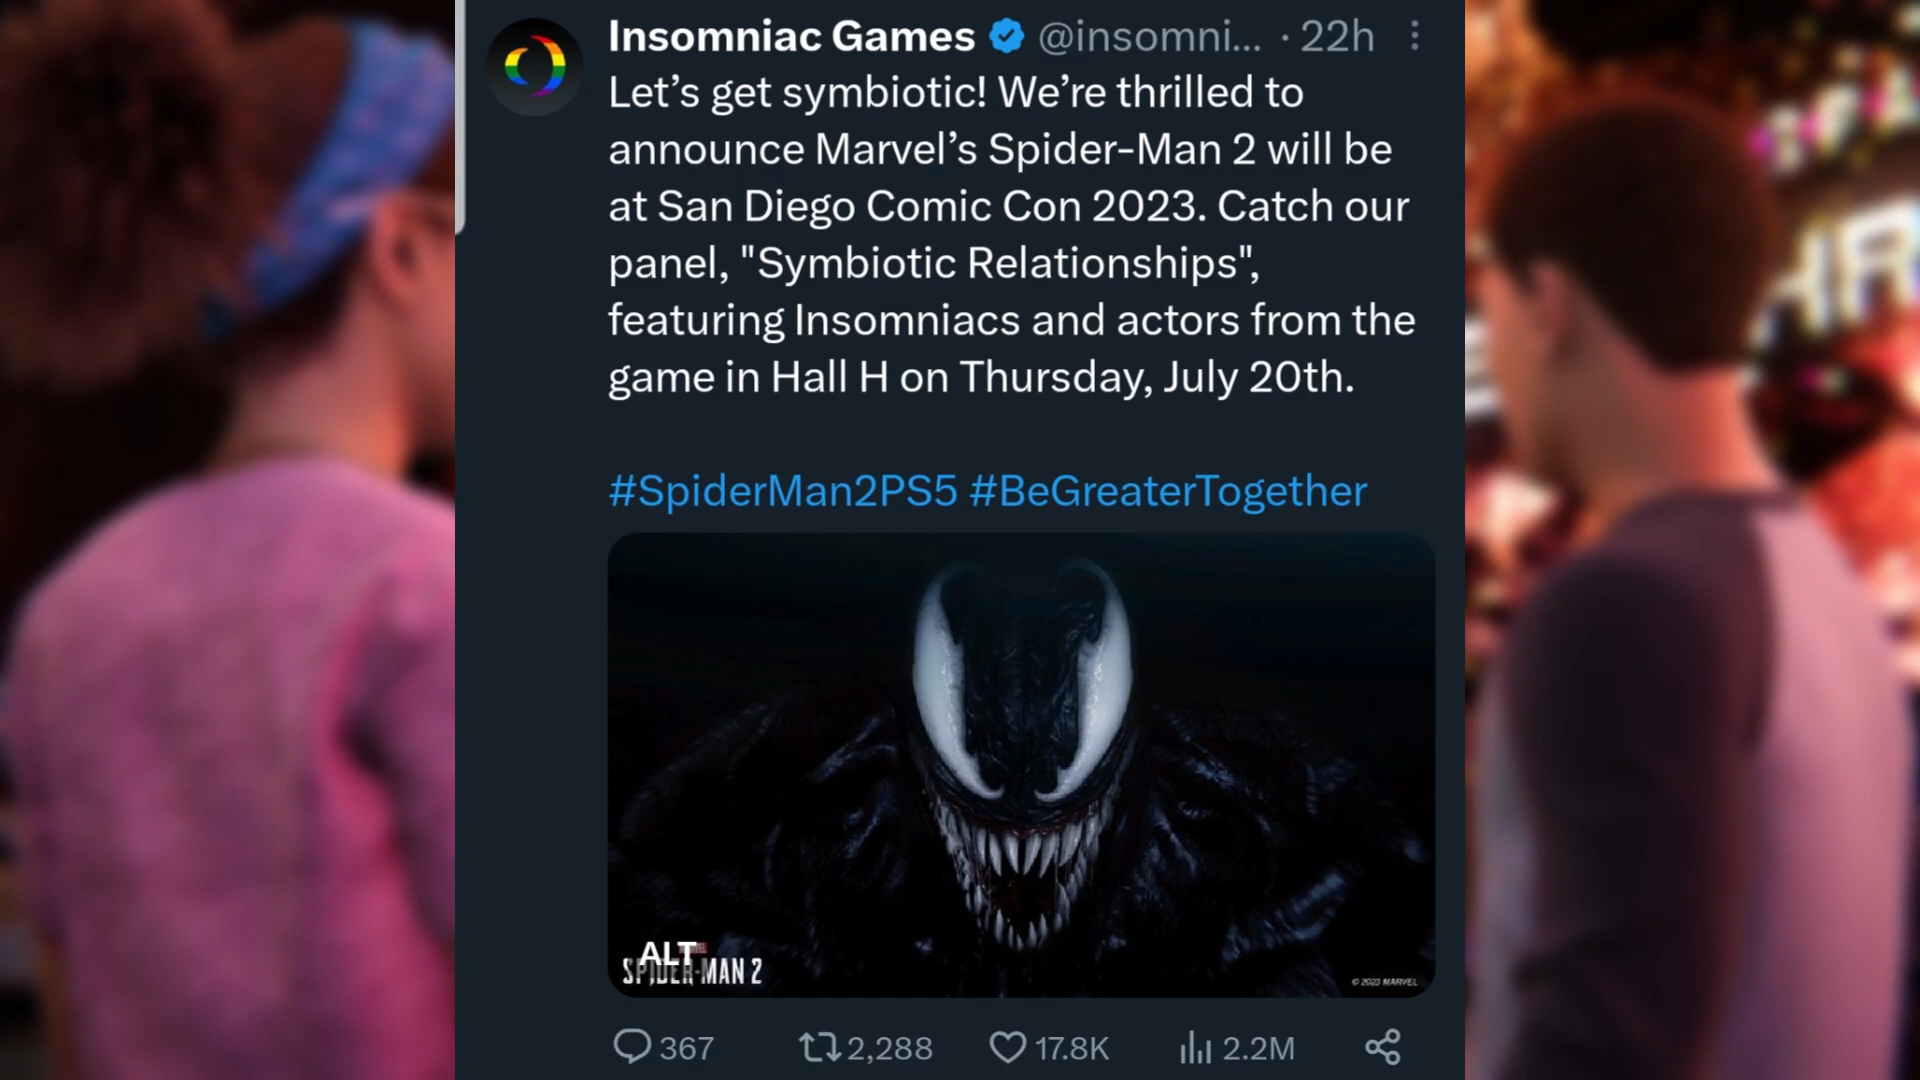 Insomniac Games @insomni... · 22h
Let’s get symbiotic! We’re thrilled to
announce Marvel’s Spider-Man 2 will be
at San Diego Comic Con 2023. Catch our
panel, "Symbiotic Relationships",
featuring Insomniacs and actors from the
game in Hall H on Thursday, July 20th.
#SpiderMan2PS5 #BeGreaterTogether
ALT
SPIDER-MAN 2
© 2023 MARVEL
367 2,288 17.8K 2.2M